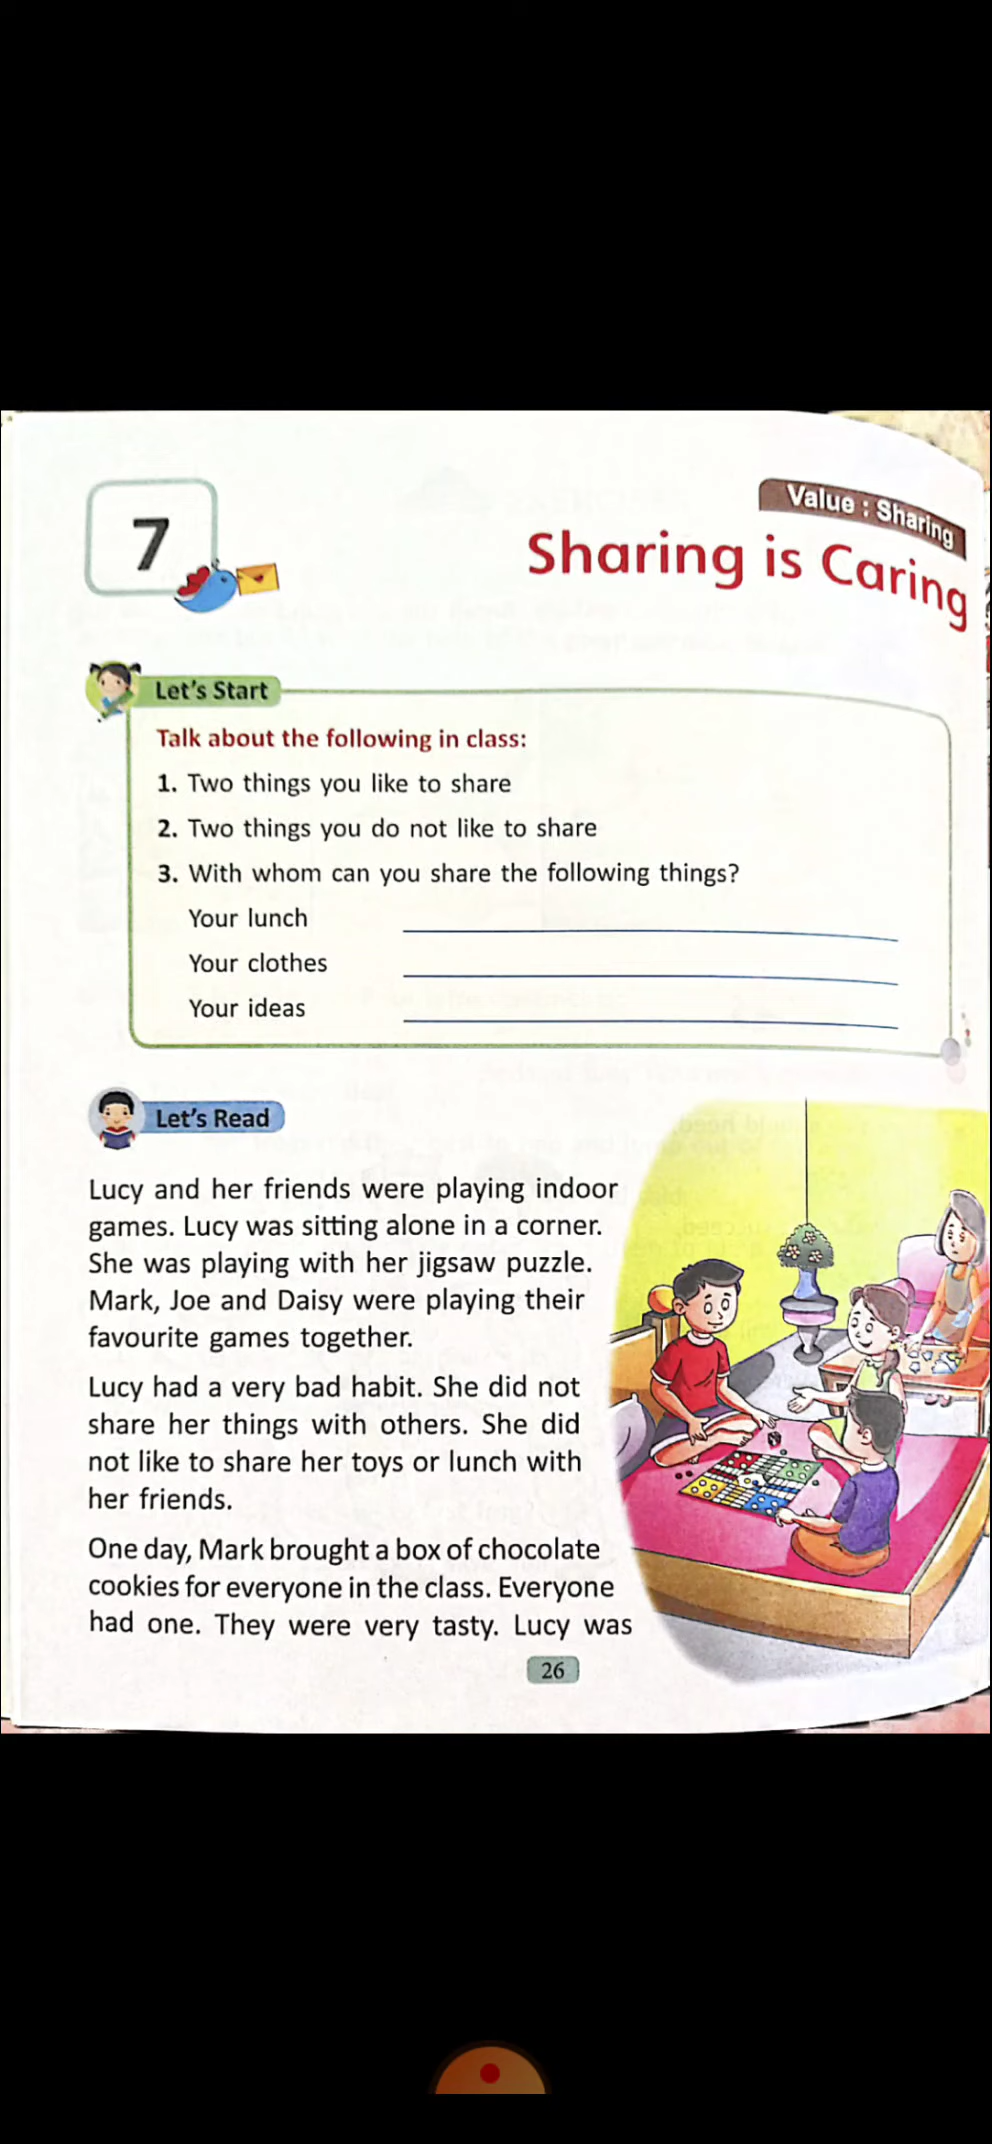 7
Value : Sharing
Sharing is Caring
Let's Start
Talk about the following in class:
1. Two things you like to share
2. Two things you do not like to share
3. With whom can you share the following things?
Your lunch
Your clothes
Your ideas
Let's Read
Lucy and her friends were playing indoor
games. Lucy was sitting alone in a corner.
She was playing with her jigsaw puzzle.
Mark, Joe and Daisy were playing their
favourite games together.
Lucy had a very bad habit. She did not
share her things with others. She did
not like to share her toys or lunch with
her friends.
One day, Mark brought a box of chocolate
cookies for everyone in the class. Everyone
had one. They were very tasty. Lucy was
26